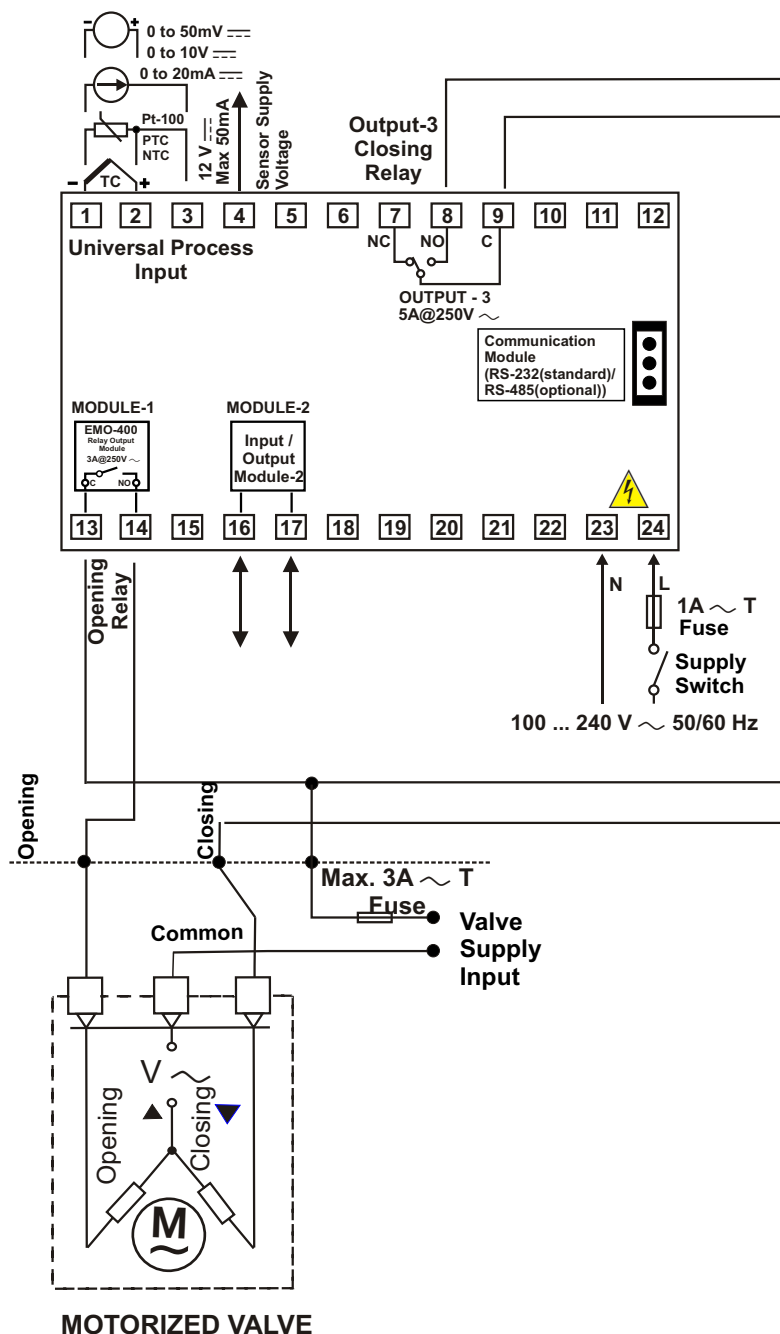 - +
0 to 50mV
0 to 10V
0 to 20mA
Pt-100
PTC
NTC
- TC +
12 V
Max 50mA
Sensor Supply
Voltage
Output-3
Closing
Relay
1 2 3 4 5 6 7 8 9 10 11 12
Universal Process
Input
NC NO C
OUTPUT - 3
5A@250V ~
Communication
Module
(RS-232(standard)/
RS-485(optional))
MODULE-1
EMO-400
Relay Output
Module
3A@250V ~
C NO
MODULE-2
Input /
Output
Module-2
13 14 15 16 17 18 19 20 21 22 23 24
Opening
Relay
N L
1A ~ T
Fuse
Supply
Switch
100 ... 240 V ~ 50/60 Hz
Opening
Closing
Max. 3A ~ T
Fuse
Common
Valve
Supply
Input
V ~
Opening
Closing
M
~
MOTORIZED VALVE